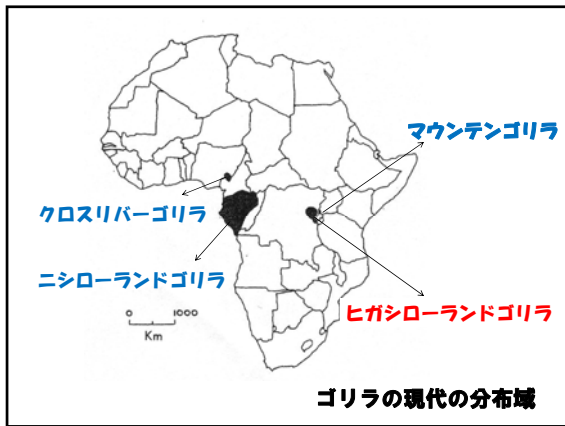 マウンテンゴリラ
クロスリバーゴリラ
ニシローランドゴリラ
ヒガシローランドゴリラ
0 1000
Km
ゴリラの現代の分布域